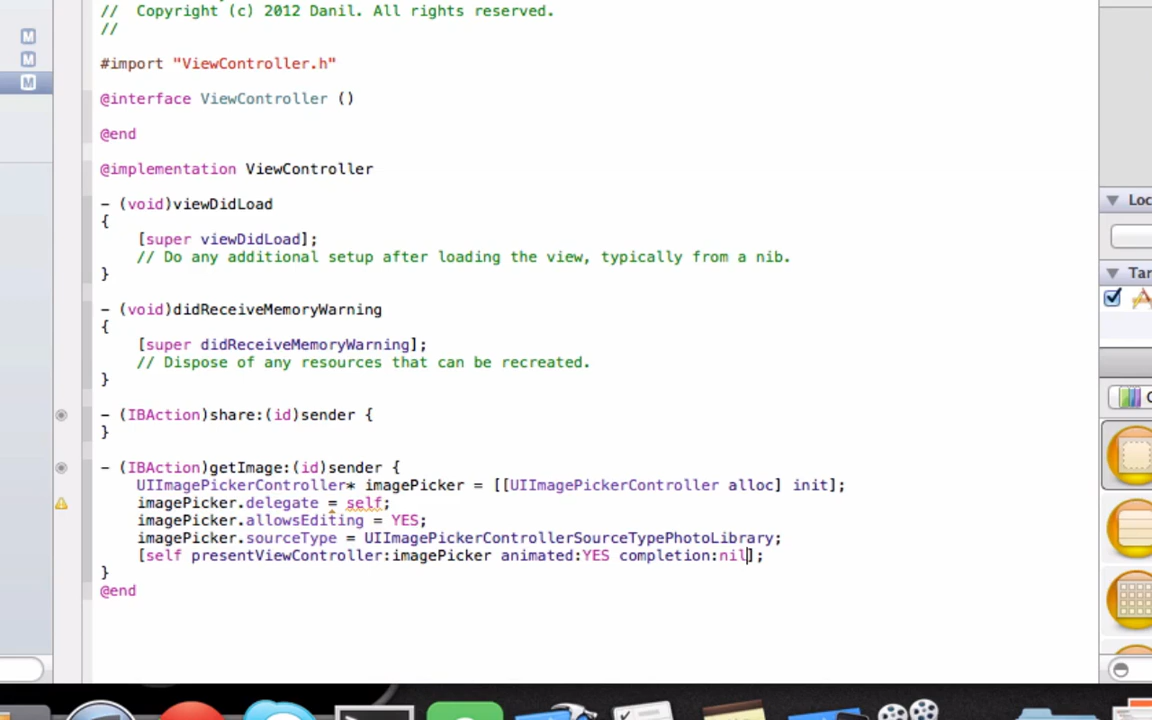 //  Copyright (c) 2012 Danil. All rights reserved.
//
M
#import "ViewController.h"
M
M
@interface ViewController ()
@end
@implementation ViewController
- (void)viewDidLoad
{
[super viewDidLoad];
// Do any additional setup after loading the view, typically from a nib.
}
- (void)didReceiveMemoryWarning
{
[super didReceiveMemoryWarning];
// Dispose of any resources that can be recreated.
}
- (IBAction)share:(id)sender {
}
- (IBAction)getImage:(id)sender {
UIImagePickerController* imagePicker = [[UIImagePickerController alloc] init];
imagePicker.delegate = self;
imagePicker.allowsEditing = YES;
imagePicker.sourceType = UIImagePickerControllerSourceTypePhotoLibrary;
[self presentViewController:imagePicker animated:YES completion:nil];
}
@end